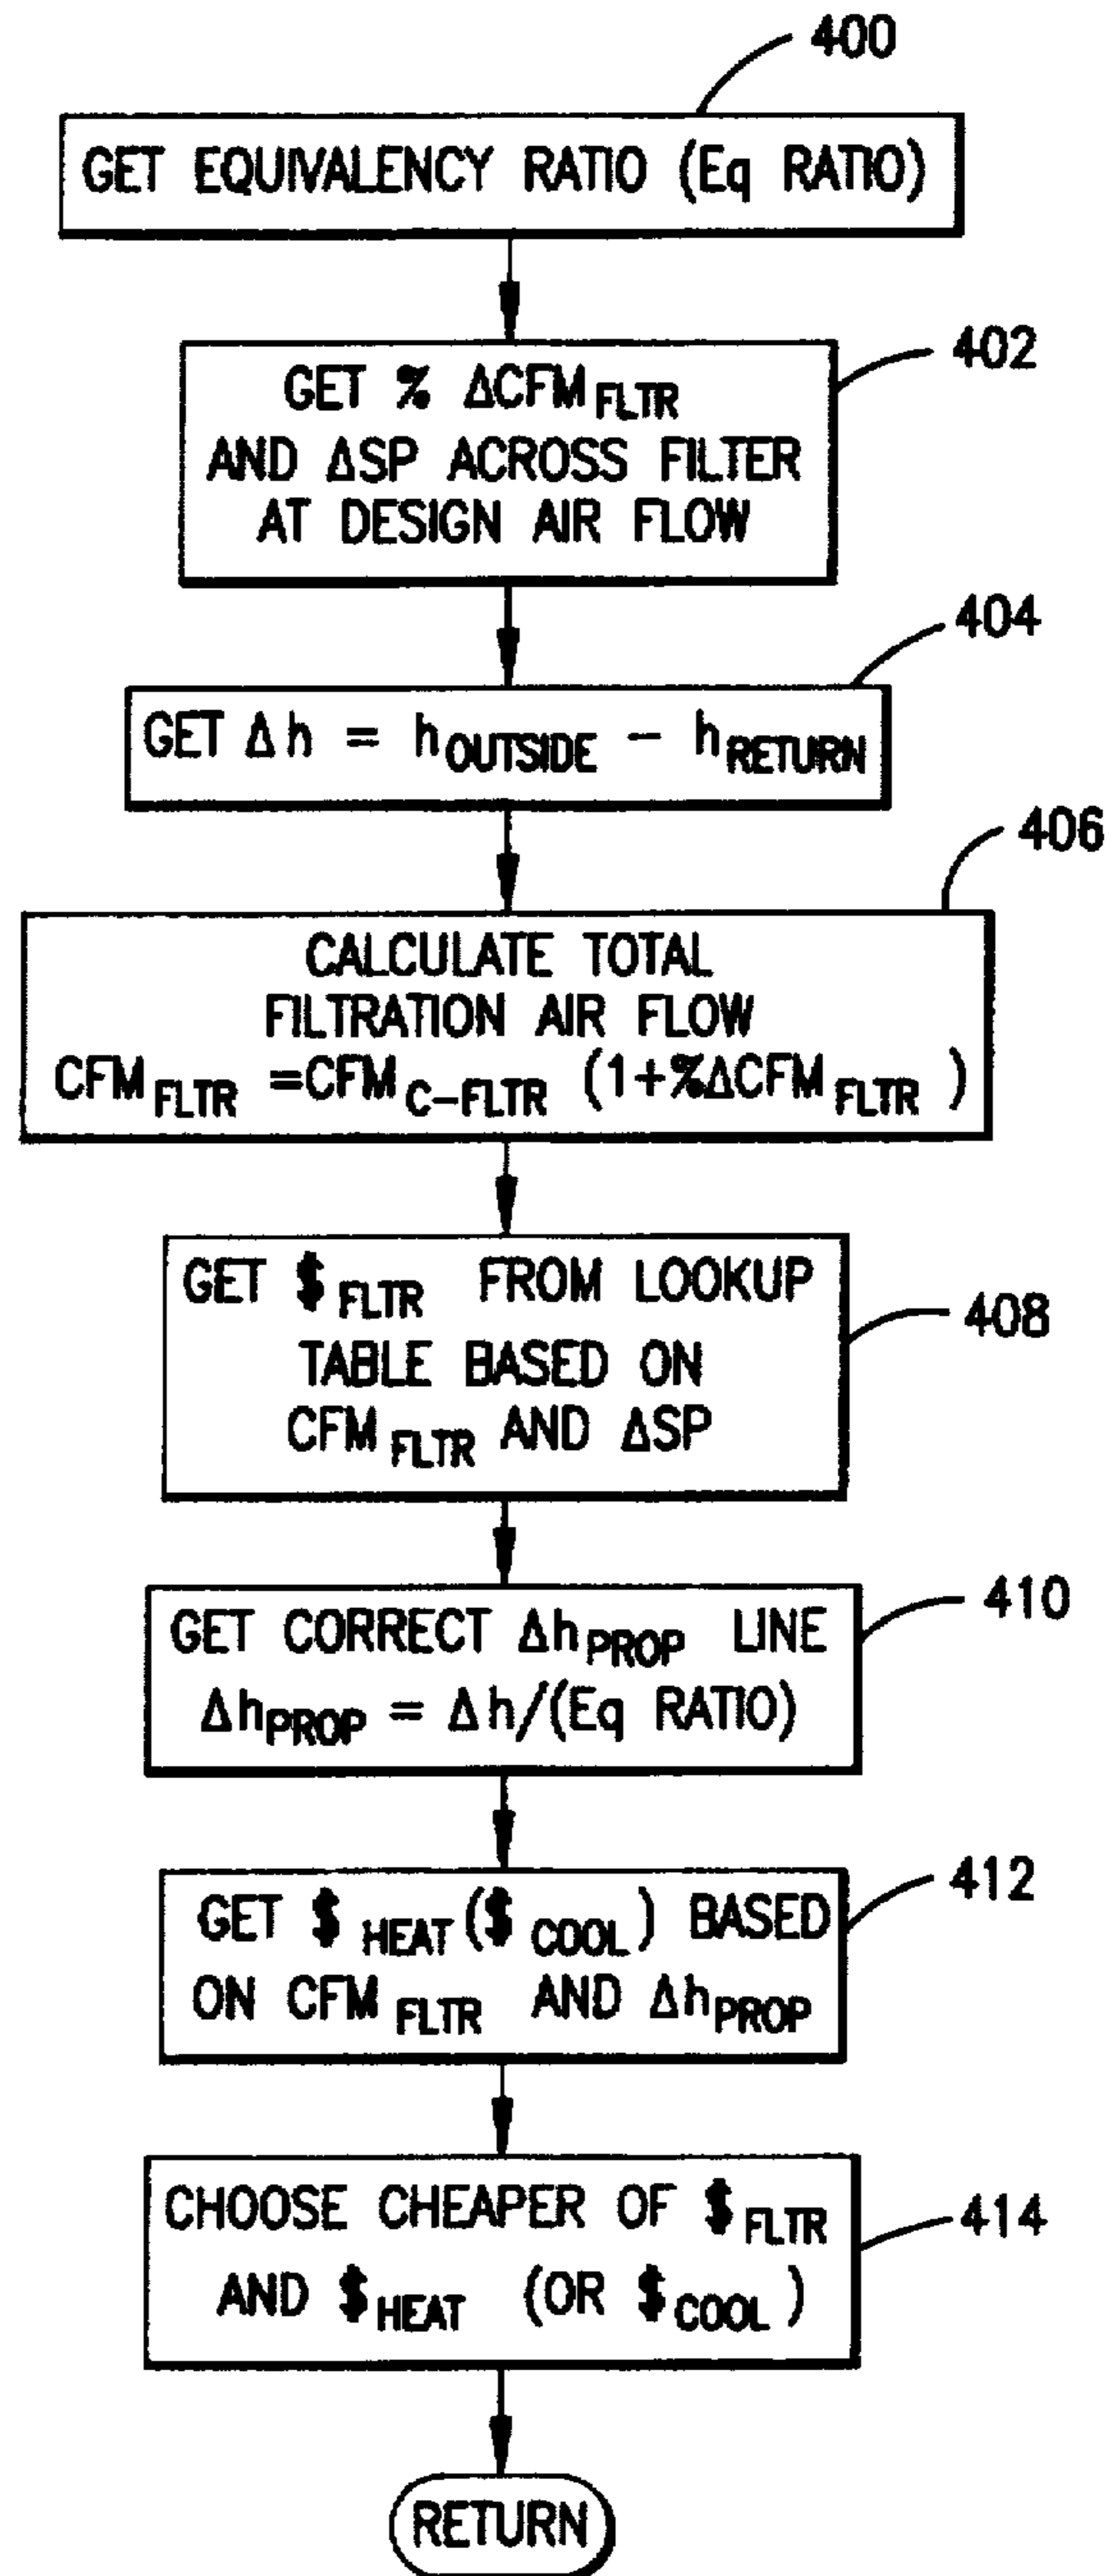 400
GET EQUIVALENCY RATIO (Eq RATIO)
402
GET % ΔCFM FLTR
AND ΔSP ACROSS FILTER
AT DESIGN AIR FLOW
404
GET Δh = h OUTSIDE - h RETURN
406
CALCULATE TOTAL
FILTRATION AIR FLOW
CFM FLTR =CFM C-FLTR (1+%ΔCFM FLTR )
408
GET $ FLTR FROM LOOKUP
TABLE BASED ON
CFM FLTR AND ΔSP
410
GET CORRECT Δh PROP LINE
Δh PROP = Δh/(Eq RATIO)
412
GET $ HEAT ($ COOL) BASED
ON CFM FLTR AND Δh PROP
414
CHOOSE CHEAPER OF $ FLTR
AND $ HEAT (OR $ COOL)
RETURN